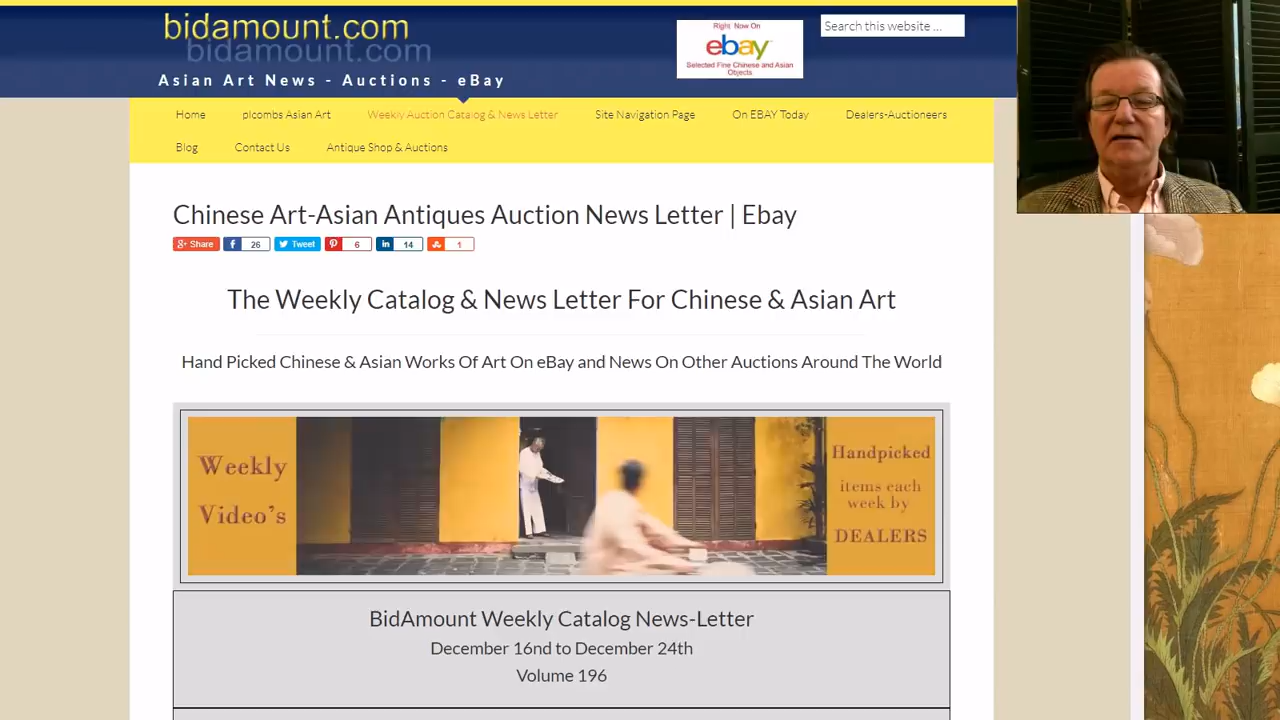 bidamount.com
bidamount.com
Asian Art News - Auctions - eBay
Right Now On
ebay
Selected Fine Chinese and Asian
Objects
Search this website …
Home
plcombs Asian Art
Weekly Auction Catalog & News Letter
Site Navigation Page
On EBAY Today
Dealers-Auctioneers
Blog
Contact Us
Antique Shop & Auctions
Chinese Art-Asian Antiques Auction News Letter | Ebay
Share
26
Tweet
6
14
1
The Weekly Catalog & News Letter For Chinese & Asian Art
Hand Picked Chinese & Asian Works Of Art On eBay and News On Other Auctions Around The World
Weekly
Video's
Handpicked
items each
week by
DEALERS
BidAmount Weekly Catalog News-Letter
December 16nd to December 24th
Volume 196